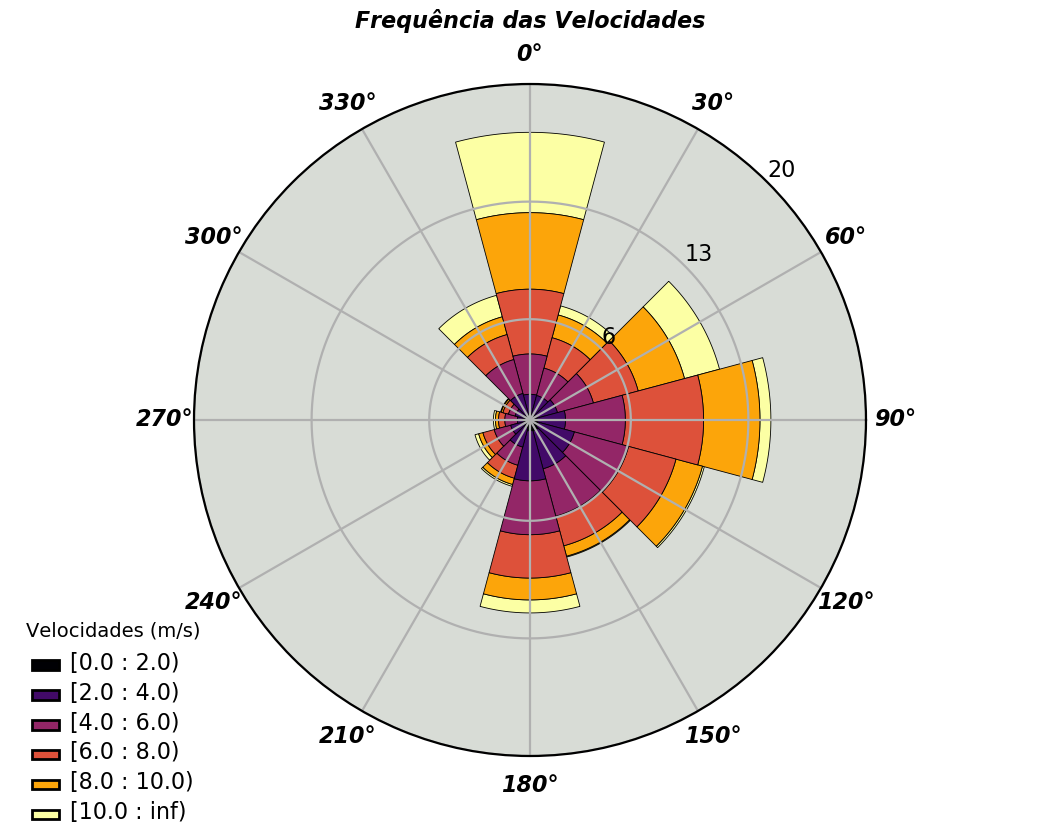 Frequência das Velocidades
0°
330°
30°
20
300°
60°
13
6
270°
90°
240°
120°
210°
150°
180°
Velocidades (m/s)
[0.0 : 2.0)
[2.0 : 4.0)
[4.0 : 6.0)
[6.0 : 8.0)
[8.0 : 10.0)
[10.0 : inf)